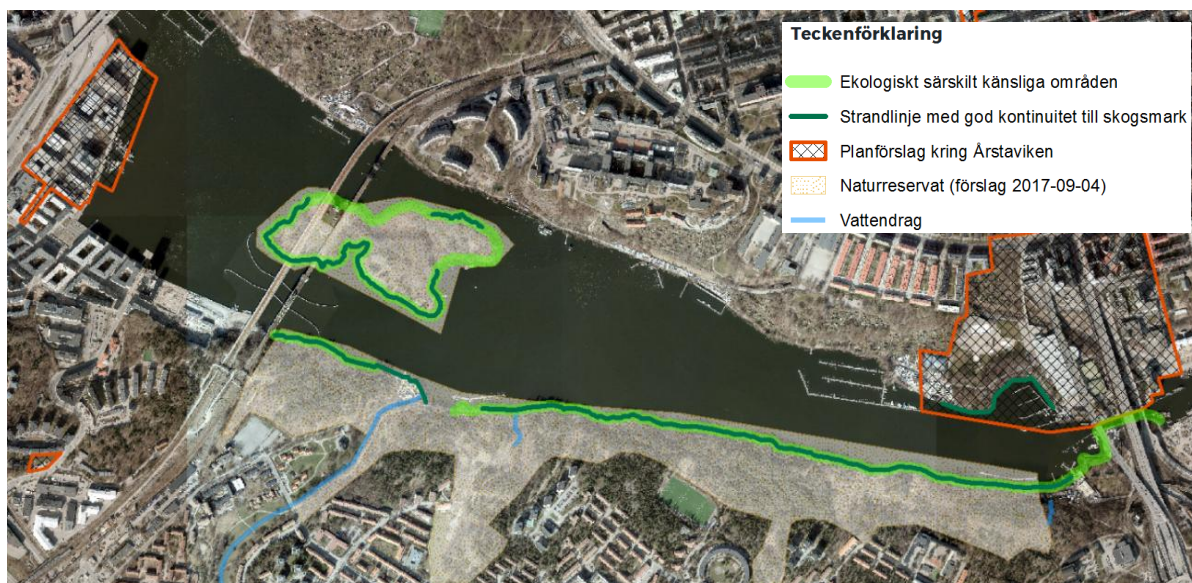 Teckenförklaring
Ekologiskt särskilt känsliga områden
Strandlinje med god kontinuitet till skogsmark
Planförslag kring Årstaviken
Naturreservat (förslag 2017-09-04)
Vattendrag